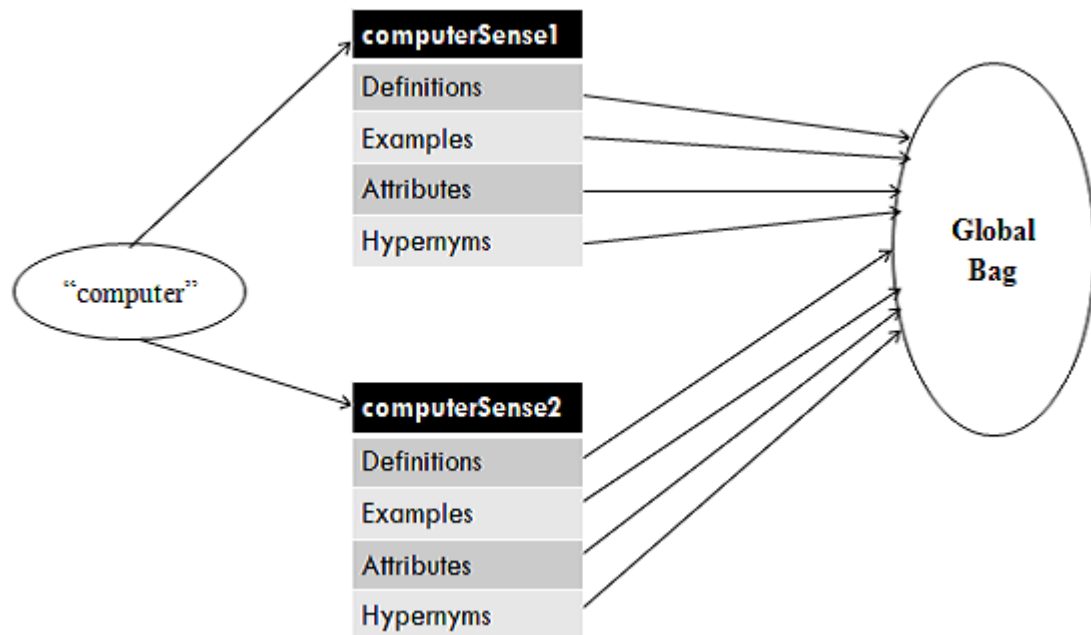 computerSense1
Definitions
Examples
Attributes
Hypernyms
“computer”
Global
Bag
computerSense2
Definitions
Examples
Attributes
Hypernyms